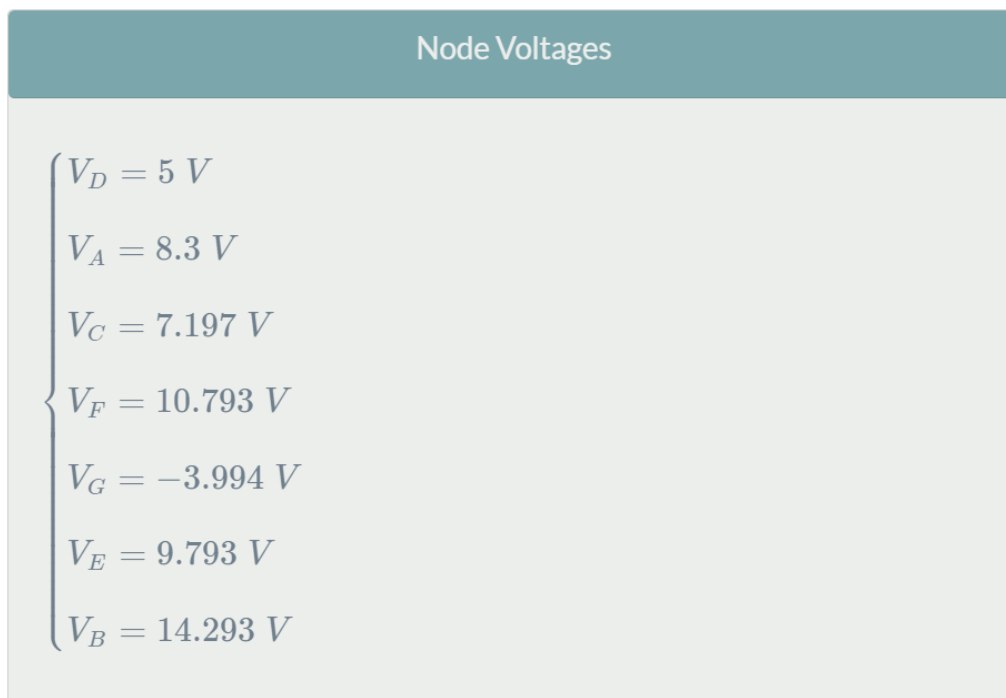 Node Voltages
V_D = 5 V
V_A = 8.3 V
V_C = 7.197 V
V_F = 10.793 V
V_G = −3.994 V
V_E = 9.793 V
V_B = 14.293 V